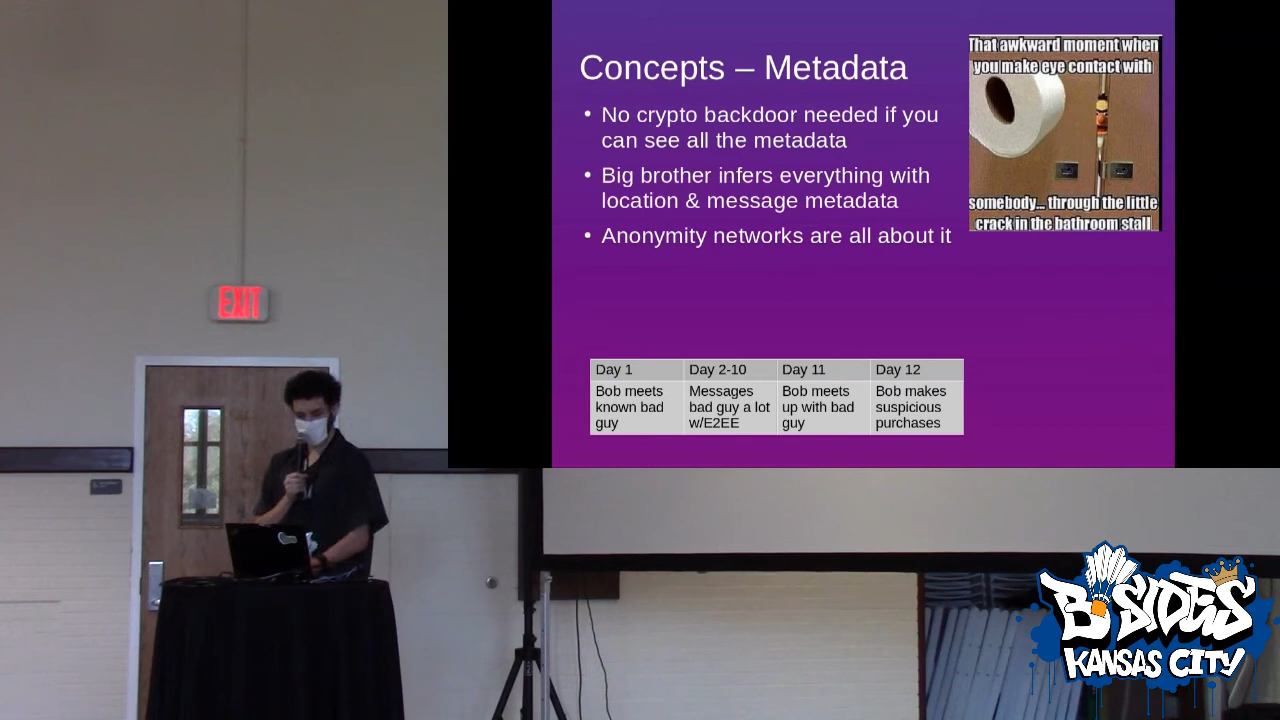 Concepts – Metadata
• No crypto backdoor needed if you
can see all the metadata
• Big brother infers everything with
location & message metadata
• Anonymity networks are all about it
That awkward moment when
you make eye contact with
somebody... through the little
crack in the bathroom stall
Day 1 Day 2-10 Day 11 Day 12
Bob meets Messages Bob meets Bob makes
known bad bad guy a lot up with bad suspicious
guy w/E2EE guy purchases
EXIT
B·SIDES
KANSAS CITY